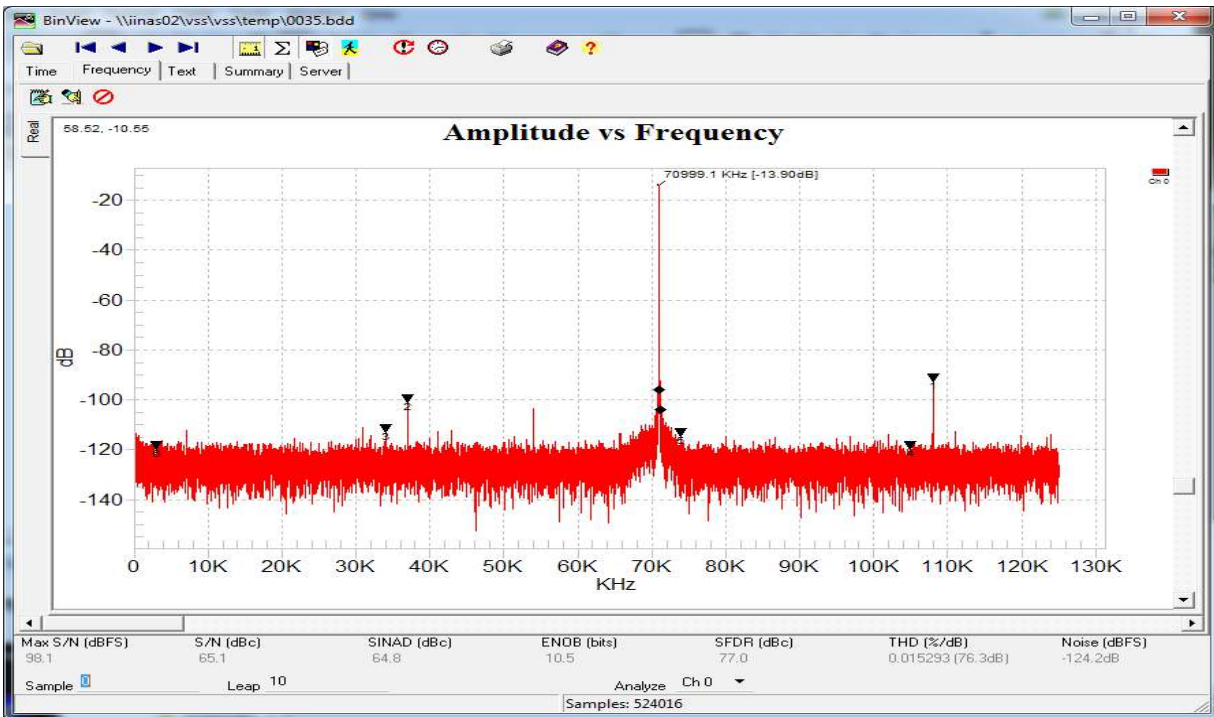 BinView - \\iinas02\vss\vss\temp\0035.bdd
Time Frequency Text Summary Server
Real
58.52, -10.55
Amplitude vs Frequency
70999.1 KHz [-13.90dB]
Ch 0
-20
-40
-60
-80
-100
-120
-140
dB
2
3
0 10K 20K 30K 40K 50K 60K 70K 80K 90K 100K 110K 120K 130K
KHz
Max S/N (dBFS) S/N (dBc) SINAD (dBc) ENOB (bits) SFDR (dBc) THD (%/dB) Noise (dBFS)
98.1 65.1 64.8 10.5 77.0 0.015293 (76.3dB) -124.2dB
Sample 0 Leap 10 Analyze Ch 0
Samples: 524016